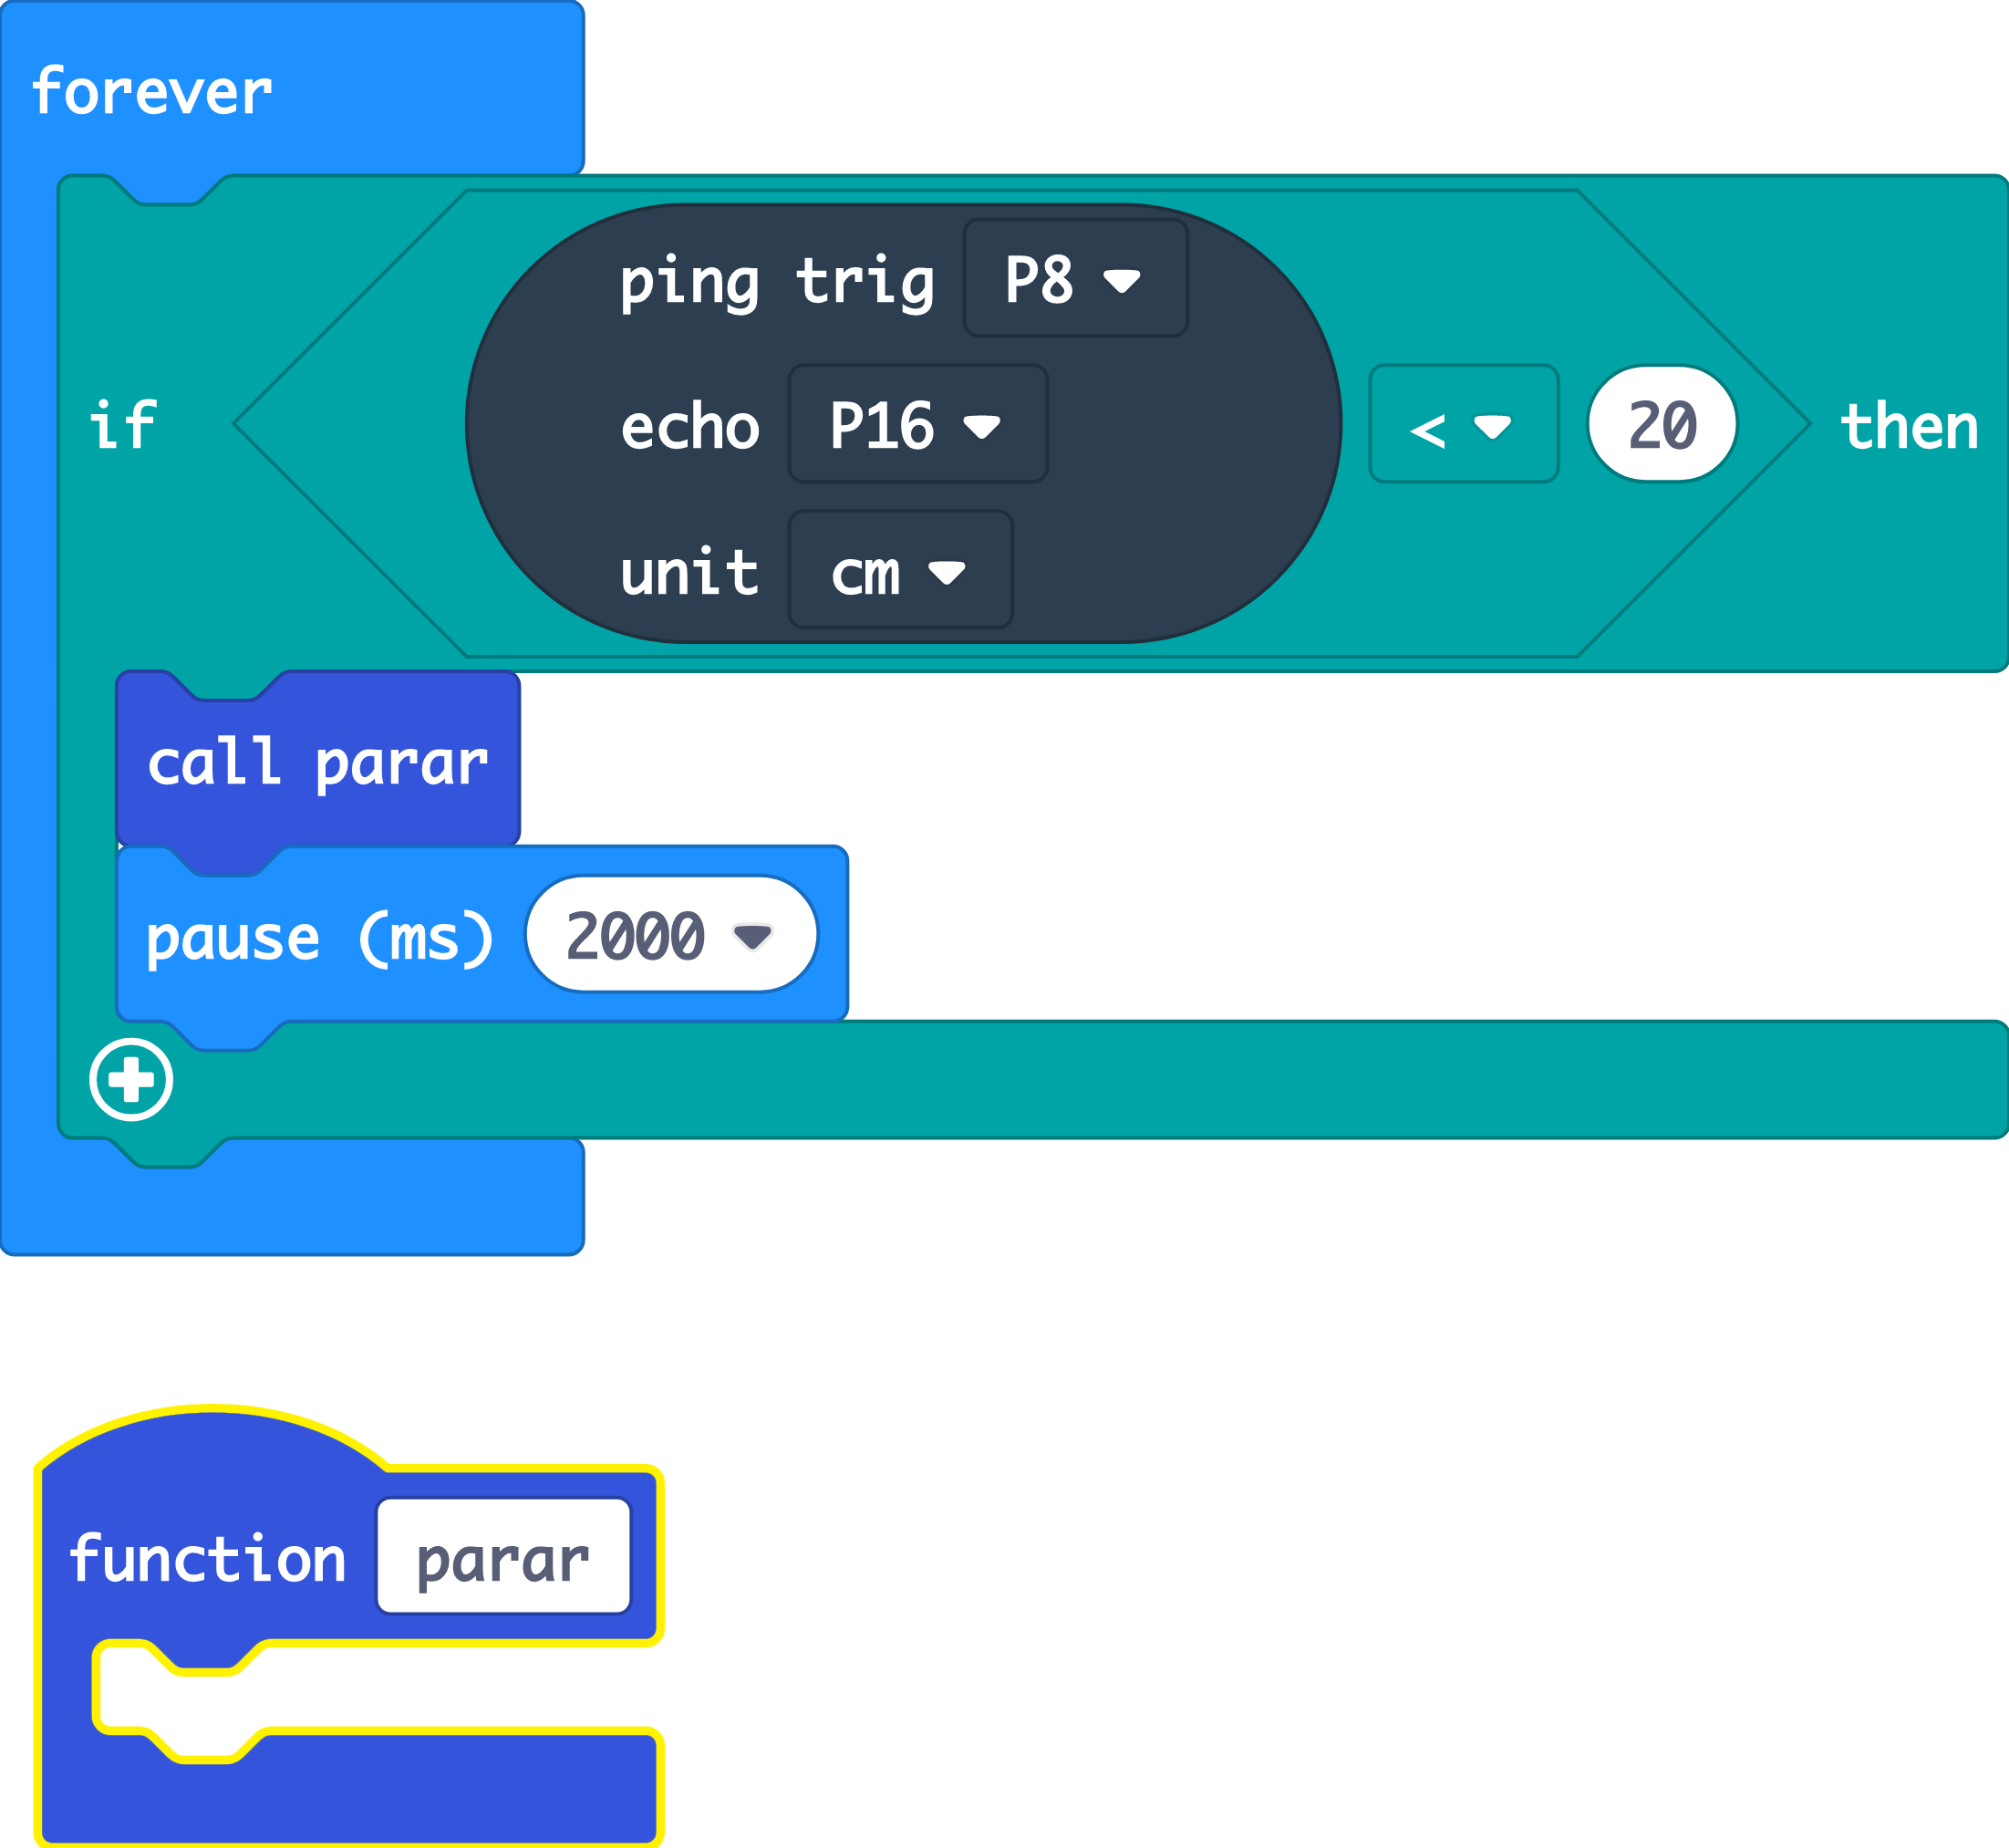 forever
ping trig P8
if echo P16 < 20 then
unit cm
call parar
pause (ms) 2000
function parar